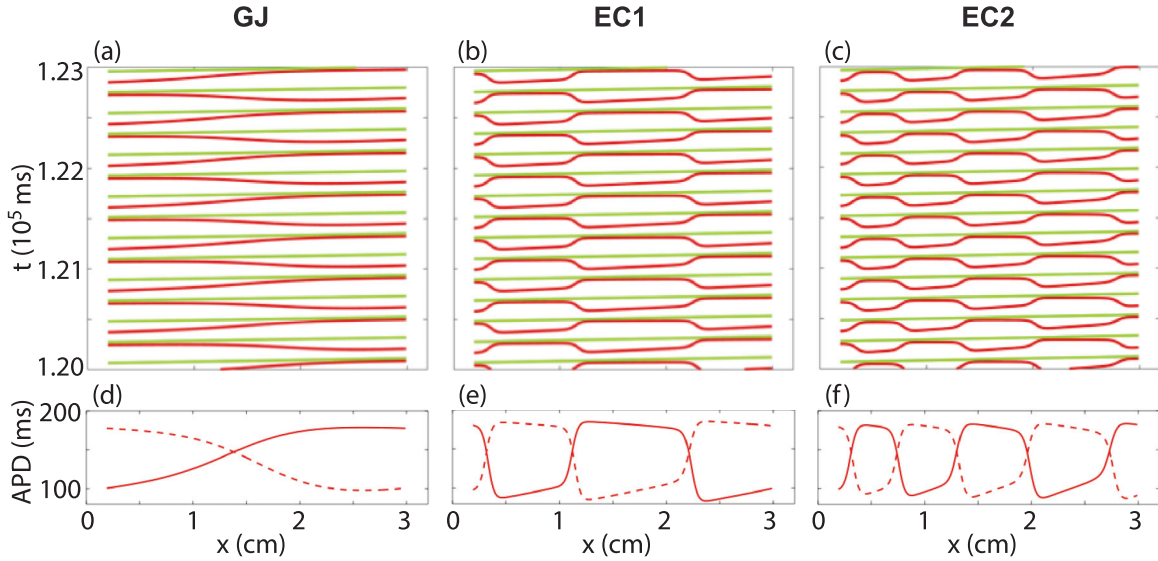 GJ EC1 EC2
(a) (b) (c)
1.23
1.22
1.21
1.20
t (10⁵ ms)
(d) (e) (f)
200
100
APD (ms)
0 1 2 3 0 1 2 3 0 1 2 3
x (cm) x (cm) x (cm)